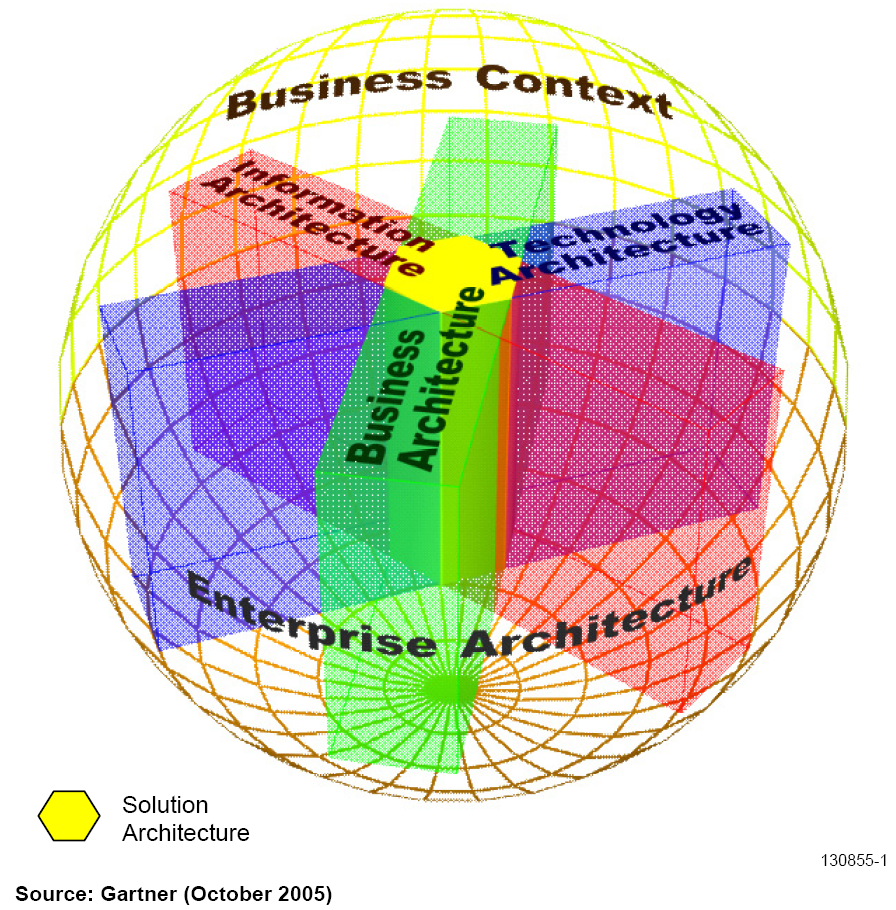 Business Context
Information
Architecture
Technology
Architecture
Business
Architecture
Enterprise Architecture
Solution
Architecture
130855-1
Source: Gartner (October 2005)